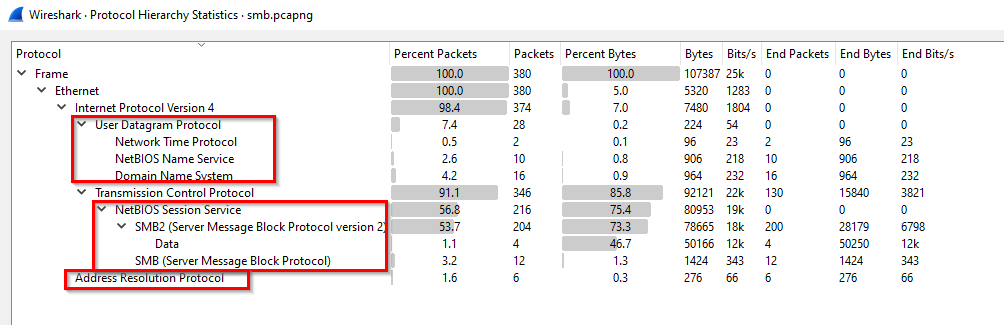 Wireshark · Protocol Hierarchy Statistics · smb.pcapng
Protocol Percent Packets Packets Percent Bytes Bytes Bits/s End Packets End Bytes End Bits/s
Frame 100.0 380 100.0 107387 25k 0 0 0
Ethernet 100.0 380 5.0 5320 1283 0 0 0
Internet Protocol Version 4 98.4 374 7.0 7480 1804 0 0 0
User Datagram Protocol 7.4 28 0.2 224 54 0 0 0
Network Time Protocol 0.5 2 0.1 96 23 2 96 23
NetBIOS Name Service 2.6 10 0.8 906 218 10 906 218
Domain Name System 4.2 16 0.9 964 232 16 964 232
Transmission Control Protocol 91.1 346 85.8 92121 22k 130 15840 3821
NetBIOS Session Service 56.8 216 75.4 80953 19k 0 0 0
SMB2 (Server Message Block Protocol version 2) 53.7 204 73.3 78665 18k 200 28179 6798
Data 1.1 4 46.7 50166 12k 4 50250 12k
SMB (Server Message Block Protocol) 3.2 12 1.3 1424 343 12 1424 343
Address Resolution Protocol 1.6 6 0.3 276 66 6 276 66